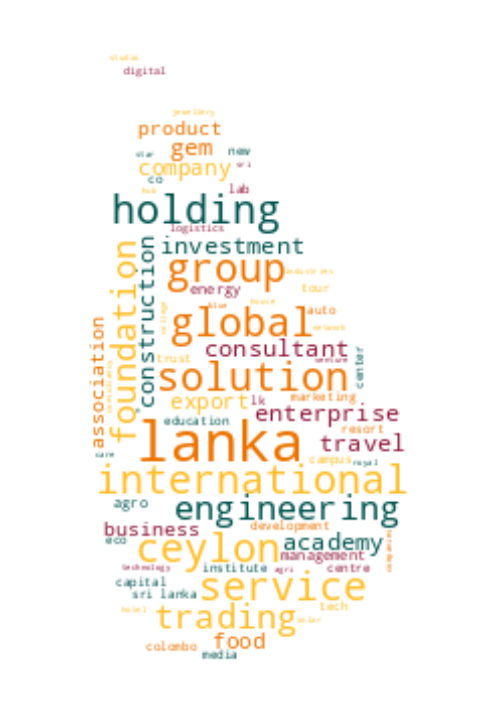 studio
digital
jewellery
product
gem
new
star
company
sri
co
hub
lab
holding
logistics
foundation
construction
investment
group
industries
energy
tour
house
blue
auto
global
college
network
association
consultant
venture
trust
center
consultancy
solution
marketing
export
lk
enterprise
education
resort
lanka
travel
care
campus
royal
international
agro
engineering
business
development
eco
ceylon
academy
management
companies
technology
institute
agri
centre
capital
service
sri lanka
hotel
trading
tech
solar
colombo
food
media